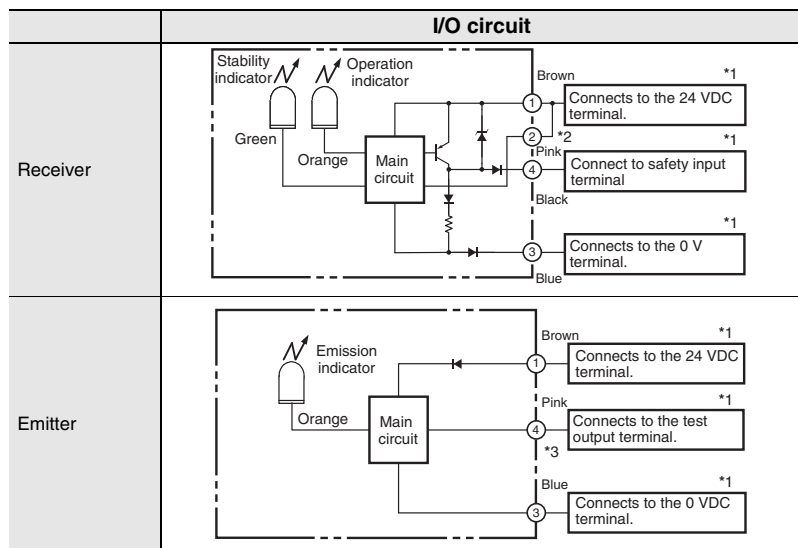 I/O circuit
Receiver
Stability
indicator
Operation
indicator
Green
Orange
Main
circuit
Brown
*1
1
Connects to the 24 VDC
terminal.
2
*2
Pink
*1
4
Connect to safety input
terminal
Black
*1
3
Connects to the 0 V
terminal.
Blue
Emitter
Emission
indicator
Orange
Main
circuit
Brown
*1
1
Connects to the 24 VDC
terminal.
Pink
*1
4
Connects to the test
output terminal.
*3
Blue
*1
3
Connects to the 0 VDC
terminal.